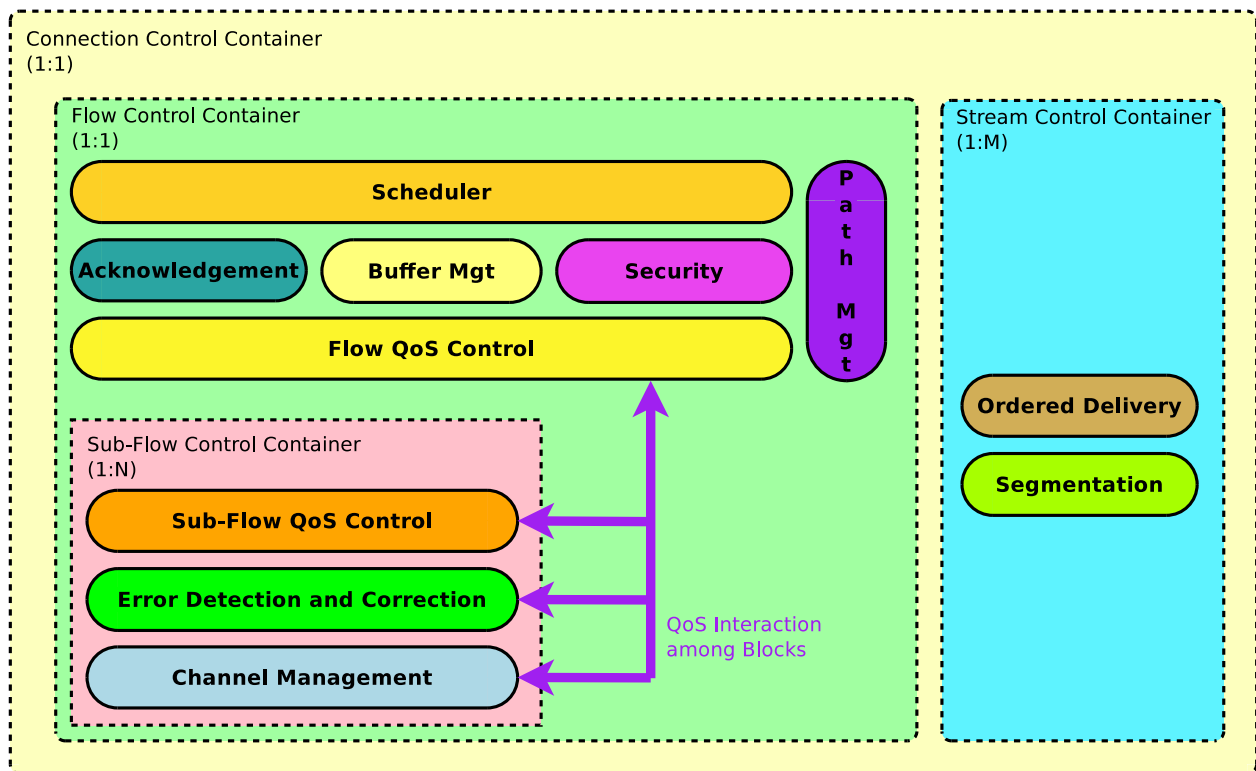 Connection Control Container
(1:1)
Flow Control Container
(1:1)
Scheduler
Acknowledgement
Buffer Mgt
Security
Flow QoS Control
P
a
t
h
M
g
t
Sub-Flow Control Container
(1:N)
Sub-Flow QoS Control
Error Detection and Correction
Channel Management
QoS Interaction
among Blocks
Stream Control Container
(1:M)
Ordered Delivery
Segmentation